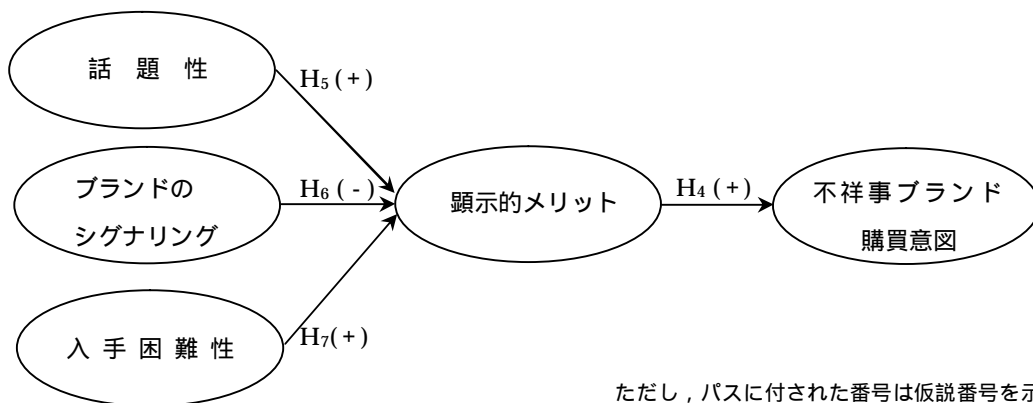 話 題 性
H₅ ( + )
ブランドの
シグナリング
H₆ ( - )
顕示的メリット
H₄ ( + )
不祥事ブランド
購買意図
入 手 困 難 性
H₇( + )
ただし , パスに付された番号は仮説番号を示